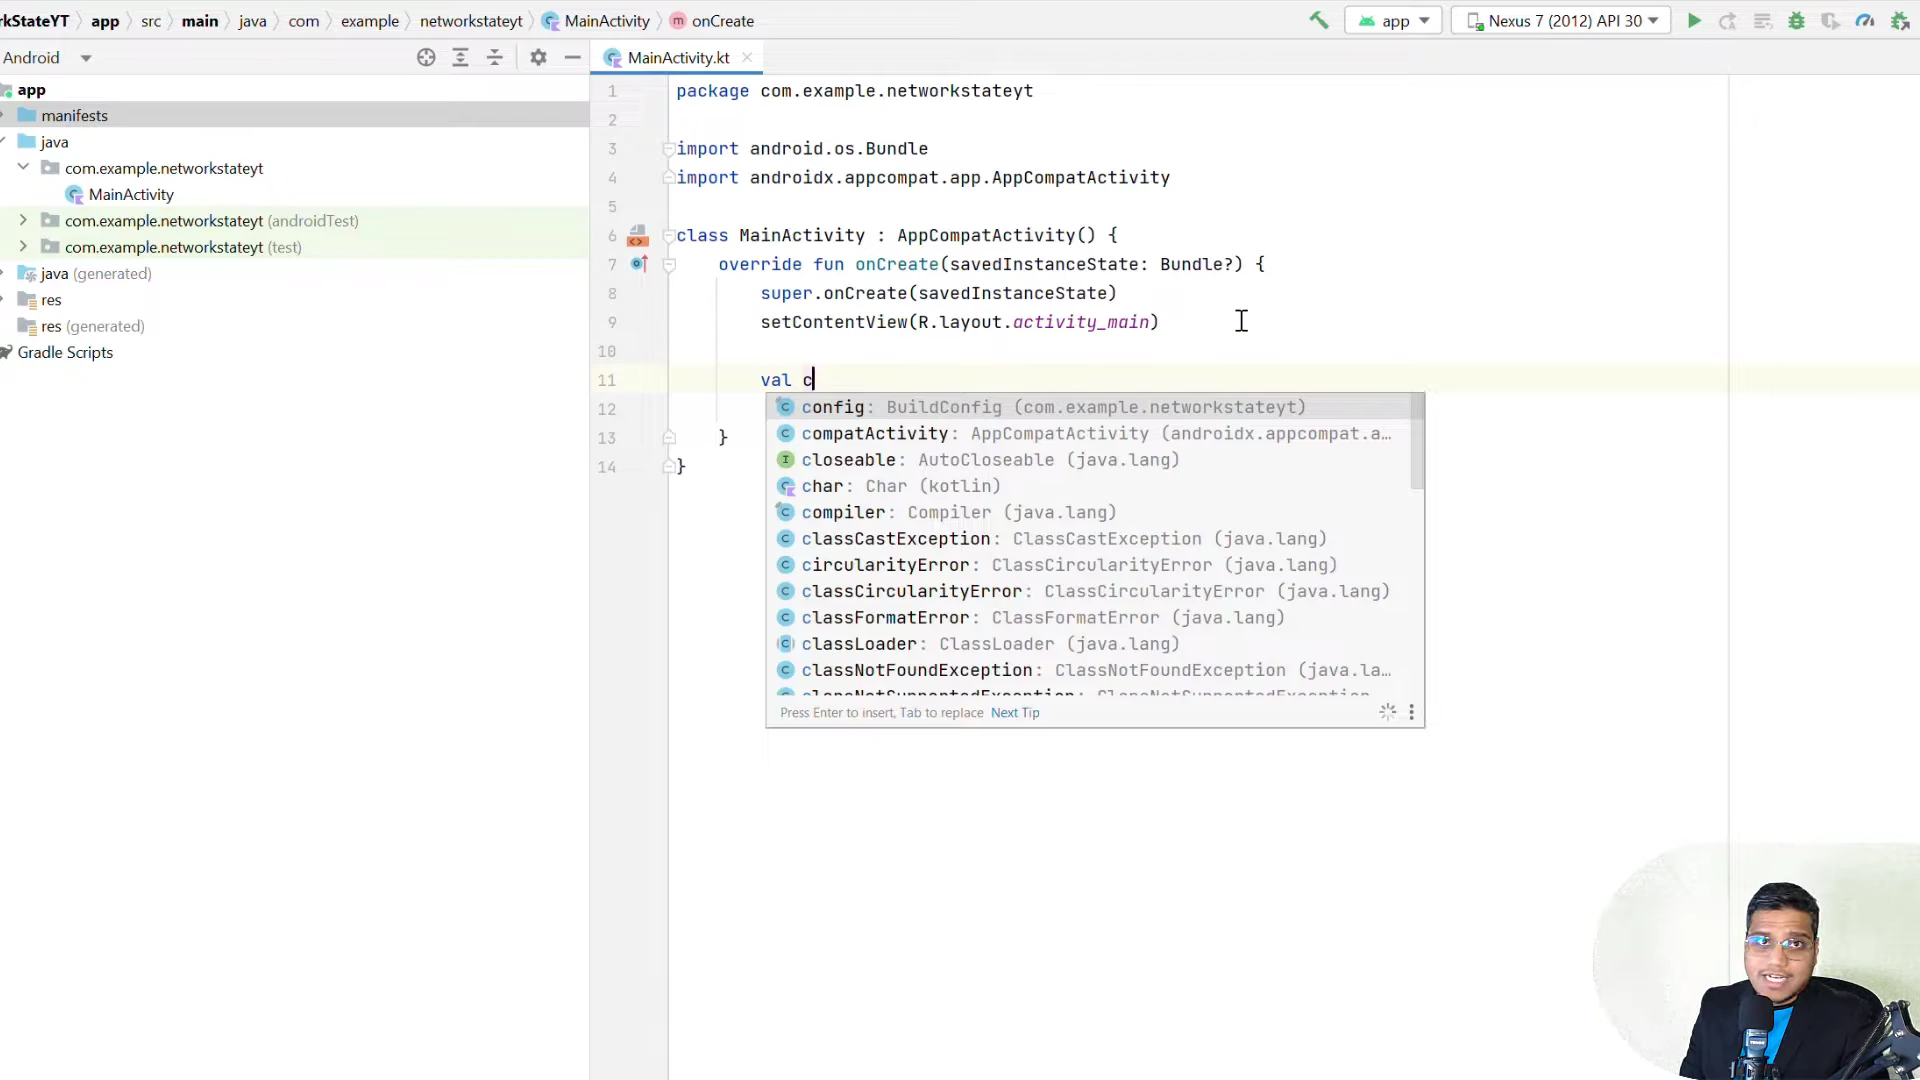 rkStateYT app src main java com example networkstateyt MainActivity onCreate app Nexus 7 (2012) API 30
Android MainActivity.kt
app
manifests
java
com.example.networkstateyt
MainActivity
com.example.networkstateyt (androidTest)
com.example.networkstateyt (test)
java (generated)
res
res (generated)
Gradle Scripts
1 package com.example.networkstateyt
2
3 import android.os.Bundle
4 import androidx.appcompat.app.AppCompatActivity
5
6 class MainActivity : AppCompatActivity() {
7 override fun onCreate(savedInstanceState: Bundle?) {
8 super.onCreate(savedInstanceState)
9 setContentView(R.layout.activity_main)
10
11 val c
12
13 }
14 }
config: BuildConfig (com.example.networkstateyt)
compatActivity: AppCompatActivity (androidx.appcompat.a…
closeable: AutoCloseable (java.lang)
char: Char (kotlin)
compiler: Compiler (java.lang)
classCastException: ClassCastException (java.lang)
circularityError: ClassCircularityError (java.lang)
classCircularityError: ClassCircularityError (java.lang)
classFormatError: ClassFormatError (java.lang)
classLoader: ClassLoader (java.lang)
classNotFoundException: ClassNotFoundException (java.la…
Press Enter to insert, Tab to replace Next Tip